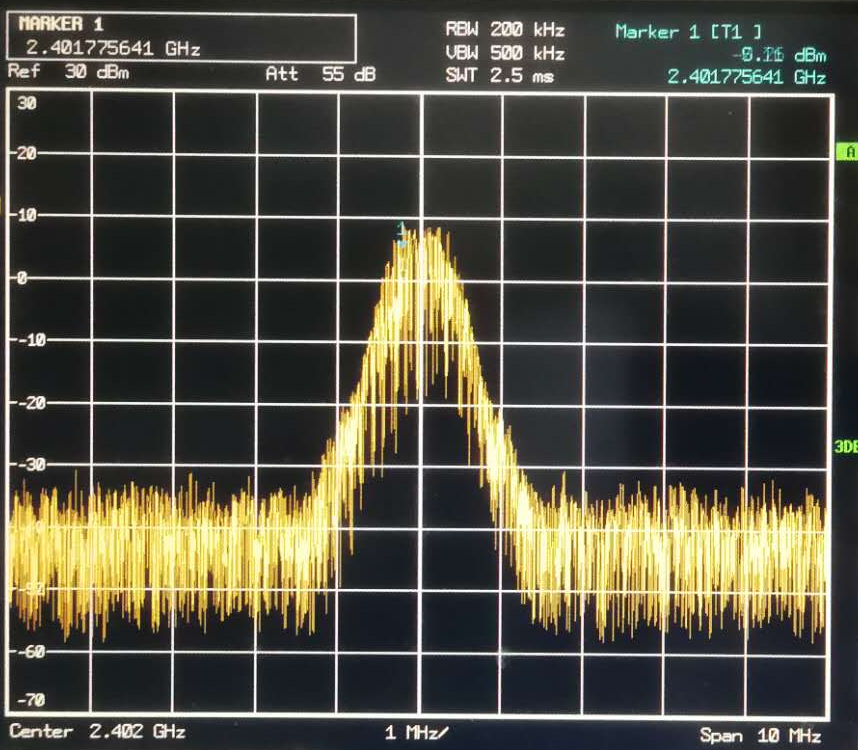 MARKER 1
2.401775641 GHz
RBW 200 kHz
VBW 500 kHz
SWT 2.5 ms
Marker 1 [T1 ]
dBm
2.401775641 GHz
Ref 30 dBm
Att 55 dB
30
-20
-10
-0
-10
-20
-30
-60
-70
1
A
3DB
Center 2.402 GHz
1 MHz/
Span 10 MHz